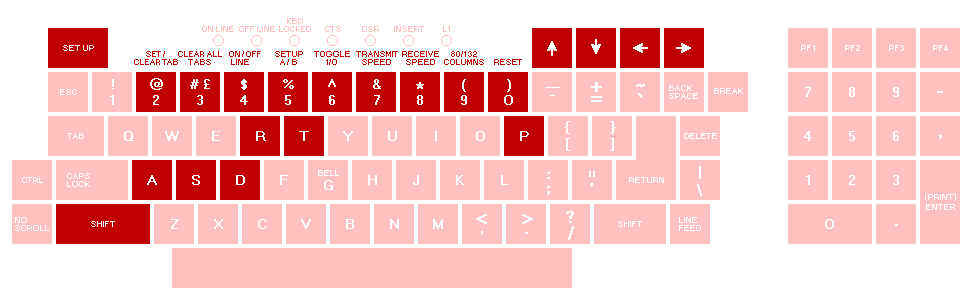 KBD
ON LINE OFF LINE LOCKED CTS DSR INSERT L1
SET UP
SET / CLEAR TAB CLEAR ALL TABS ON / OFF LINE SETUP A / B TOGGLE 1/O TRANSMIT SPEED RECEIVE SPEED 80/132 COLUMNS RESET
↑ ↓ ← →
PF1 PF2 PF3 PF4
ESC ! 1 @ 2 # £ 3 $ 4 % 5 ^ 6 & 7 * 8 ( 9 ) 0 — - + = ~ ` BACK SPACE BREAK
7 8 9 -
TAB Q W E R T Y U I O P { [ } ] DELETE
4 5 6
CTRL CAPS LOCK A S D F BELL G H J K L : ; " ' RETURN | \
1 2 3 (PRINT) ENTER
NO SCROLL SHIFT Z X C V B N M < , > . ? / SHIFT LINE FEED
0 .